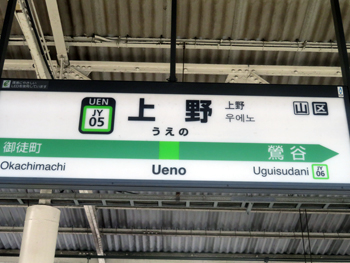 UEN
JY
05
上野
うえの
上野
우에노
山 区
御徒町
鶯谷
Okachimachi
Ueno
Uguisudani
JY
06